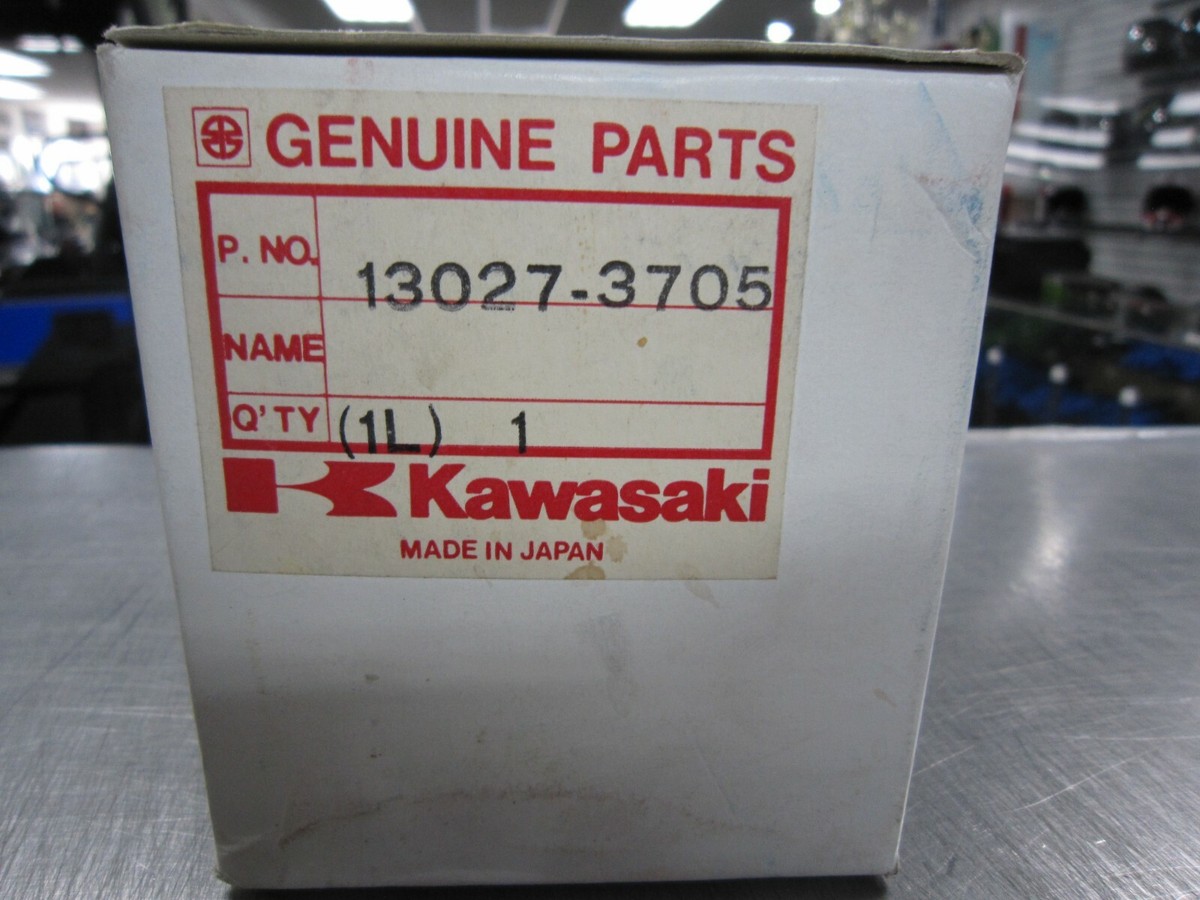 GENUINE PARTS
P. NO. 13027-3705
NAME
Q'TY (1L) 1
Kawasaki
MADE IN JAPAN